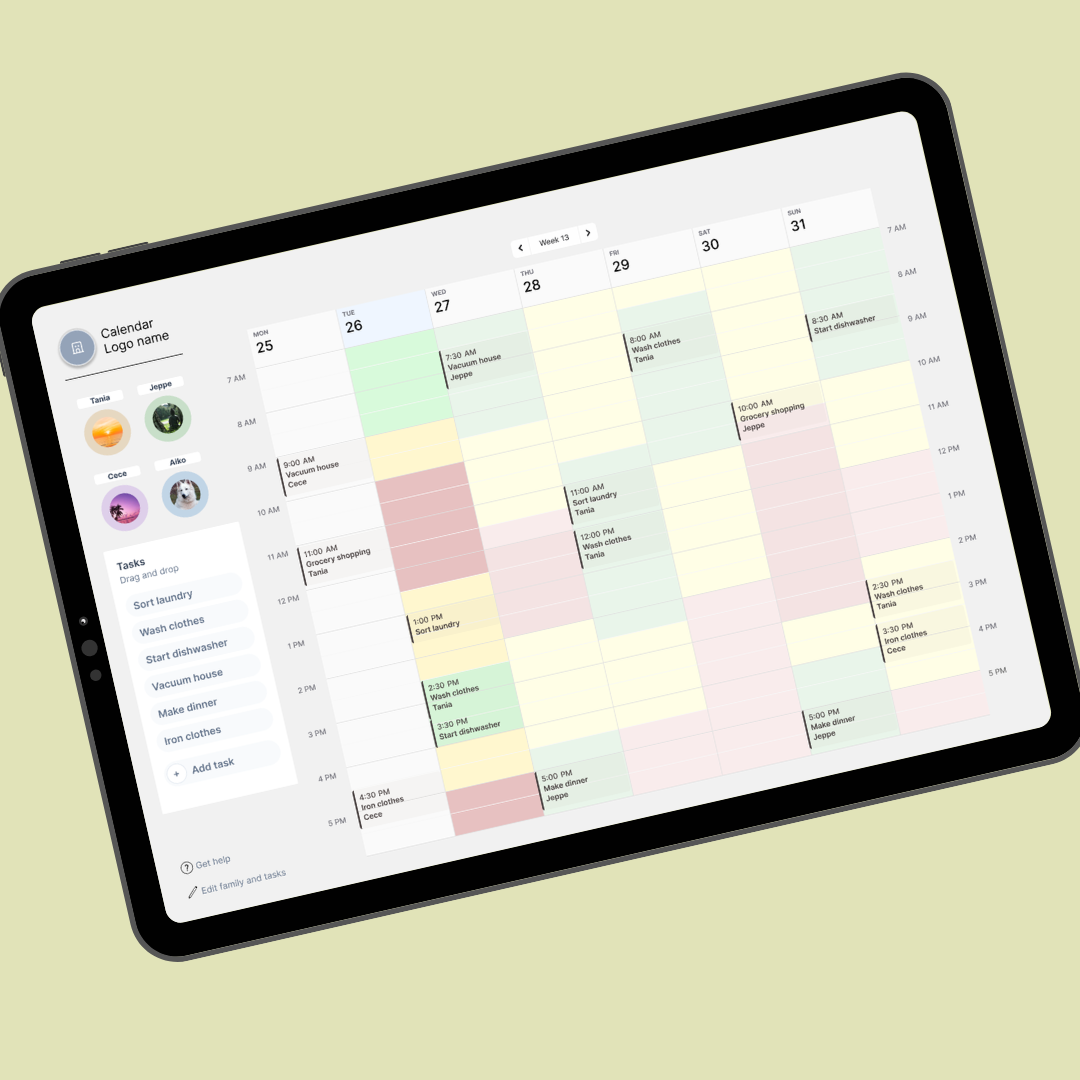 Calendar
Logo name
Tania
Jeppe
Cece
Aiko
Tasks
Drag and drop
Sort laundry
Wash clothes
Start dishwasher
Vacuum house
Make dinner
Iron clothes
+ Add task
? Get help
Edit family and tasks
< Week 13 >
MON
25
TUE
26
WED
27
THU
28
FRI
29
SAT
30
SUN
31
7 AM
8 AM
9 AM
10 AM
11 AM
12 PM
1 PM
2 PM
3 PM
4 PM
5 PM
9:00 AM
Vacuum house
Cece
11:00 AM
Grocery shopping
Tania
4:30 PM
Iron clothes
Cece
1:00 PM
Sort laundry
2:30 PM
Wash clothes
Tania
3:30 PM
Start dishwasher
7:30 AM
Vacuum house
Jeppe
5:00 PM
Make dinner
Jeppe
11:00 AM
Sort laundry
Tania
12:00 PM
Wash clothes
Tania
8:00 AM
Wash clothes
Tania
10:00 AM
Grocery shopping
Jeppe
5:00 PM
Make dinner
Jeppe
8:30 AM
Start dishwasher
2:30 PM
Wash clothes
Tania
3:30 PM
Iron clothes
Cece
7 AM
8 AM
9 AM
10 AM
11 AM
12 PM
1 PM
2 PM
3 PM
4 PM
5 PM